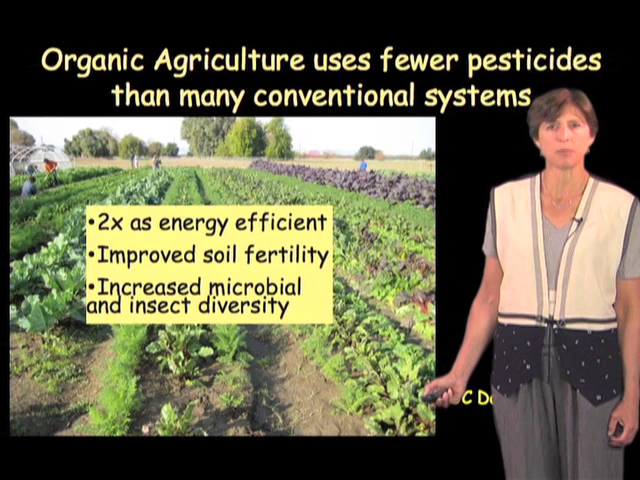 Organic Agriculture uses fewer pesticides
than many conventional systems
•2x as energy efficient
•Improved soil fertility
•Increased microbial
and insect diversity
C D